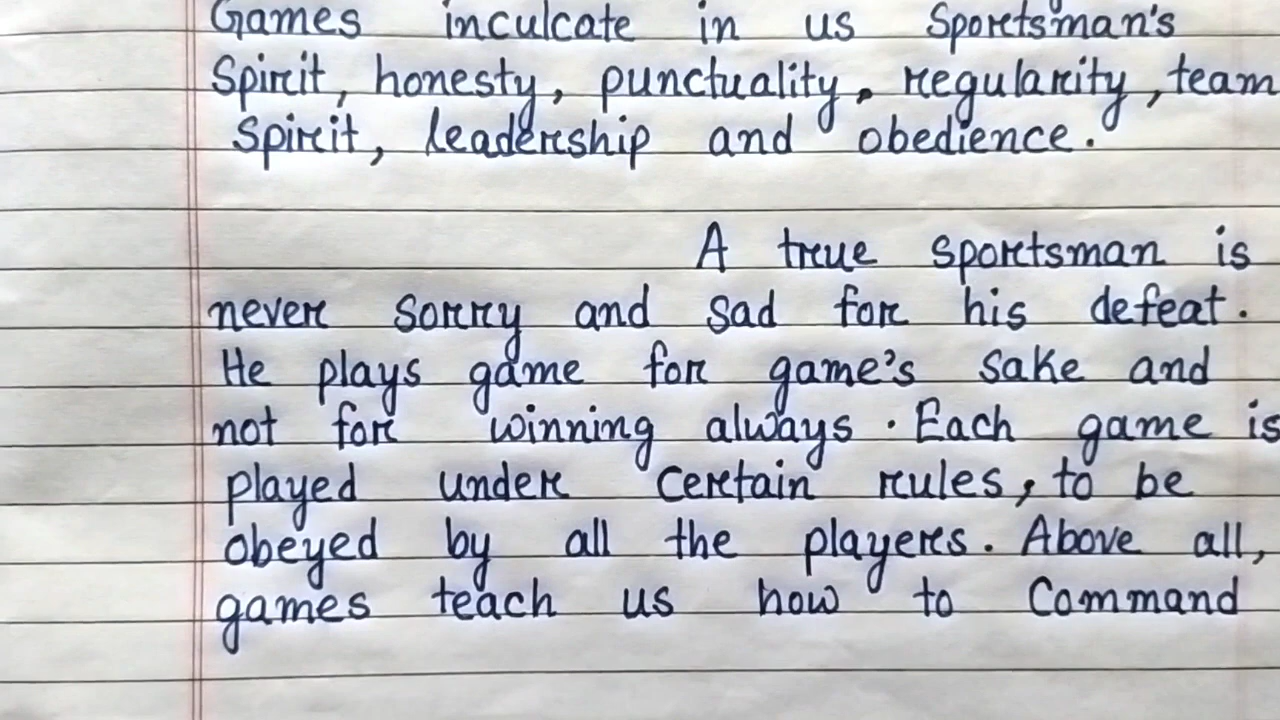 Games inculcate in us Sportsman's
Spirit, honesty, punctuality, regularity, team
Spirit, leadership and obedience.
A true sportsman is
never sorry and sad for his defeat.
He plays game for game's sake and
not for winning always. Each game is
played under certain rules, to be
obeyed by all the players. Above all,
games teach us how to Command